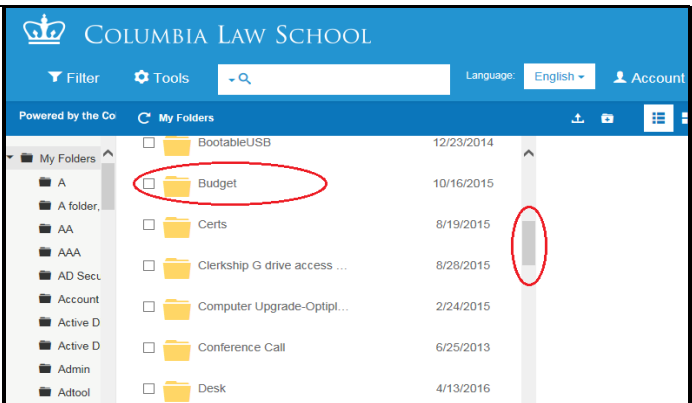 COLUMBIA LAW SCHOOL
Filter Tools Language: English Account
Powered by the Co My Folders
BootableUSB 12/23/2014
My Folders
Budget 10/16/2015
A
A folder,
Certs 8/19/2015
AA
AAA
Clerkship G drive access ... 8/28/2015
AD Secu
Account
Computer Upgrade-Optipl... 2/24/2015
Active D
Active D
Conference Call 6/25/2013
Admin
Adtool
Desk 4/13/2016